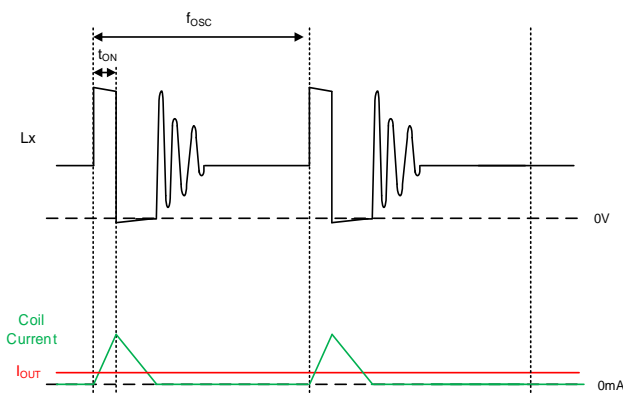 fOSC
tON
Lx
0V
Coil
Current
IOUT
0mA